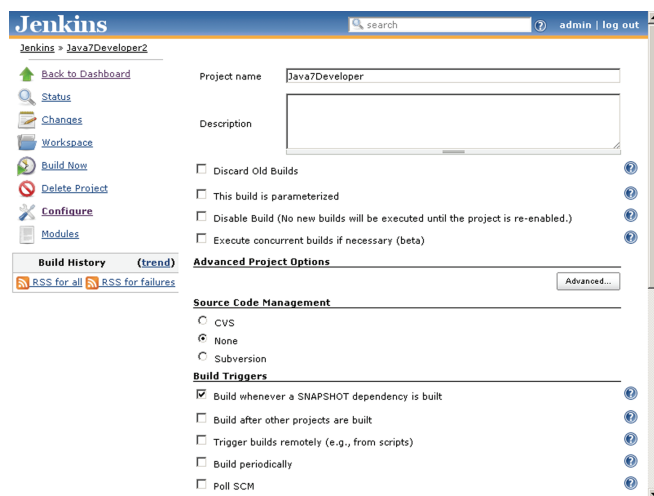 Jenkins
search
admin | log out
Jenkins » Java7Developer2
Back to Dashboard
Status
Changes
Workspace
Build Now
Delete Project
Configure
Modules
Build History (trend)
RSS for all RSS for failures
Project name Java7Developer
Description
Discard Old Builds
This build is parameterized
Disable Build (No new builds will be executed until the project is re-enabled.)
Execute concurrent builds if necessary (beta)
Advanced Project Options
Advanced...
Source Code Management
CVS
None
Subversion
Build Triggers
Build whenever a SNAPSHOT dependency is built
Build after other projects are built
Trigger builds remotely (e.g., from scripts)
Build periodically
Poll SCM